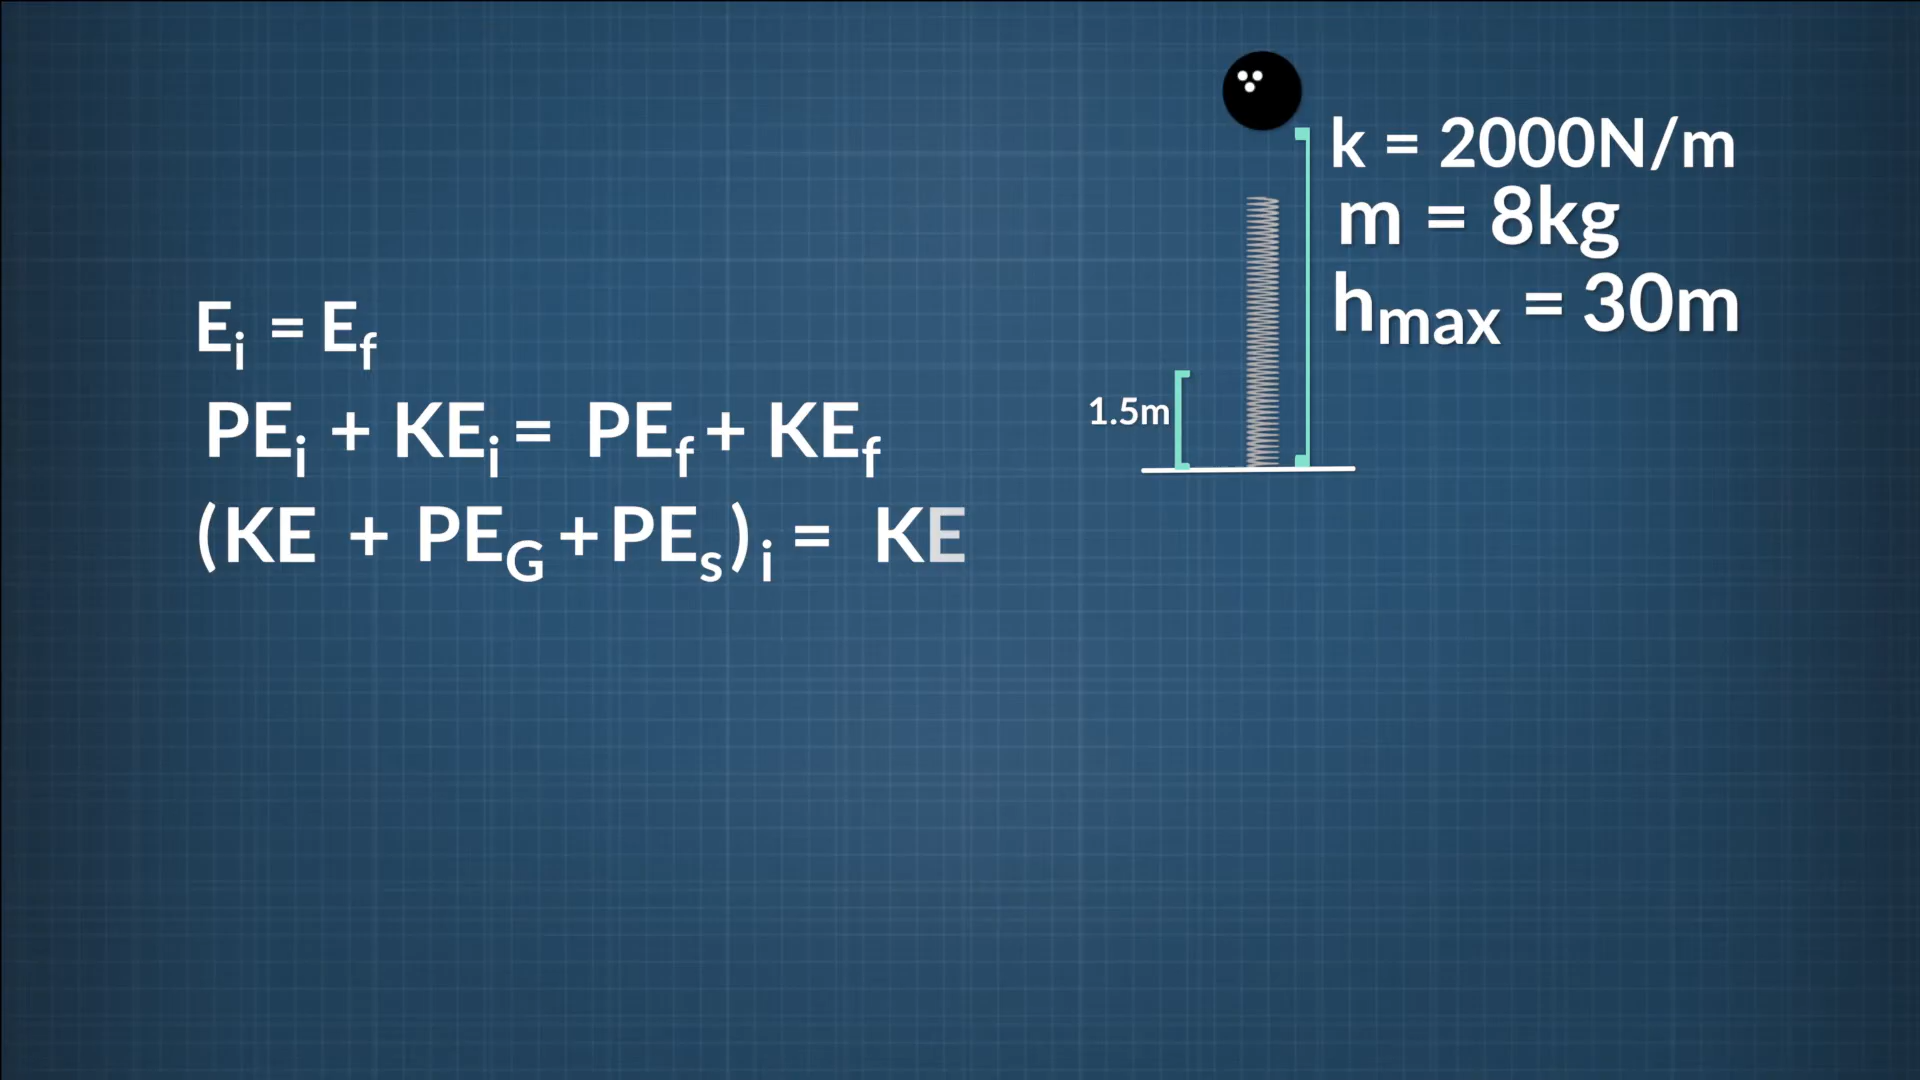 k = 2000N/m
m = 8kg
hmax = 30m
1.5m
Ei = Ef
PEi + KEi = PEf + KEf
(KE + PEG + PEs)i = KE